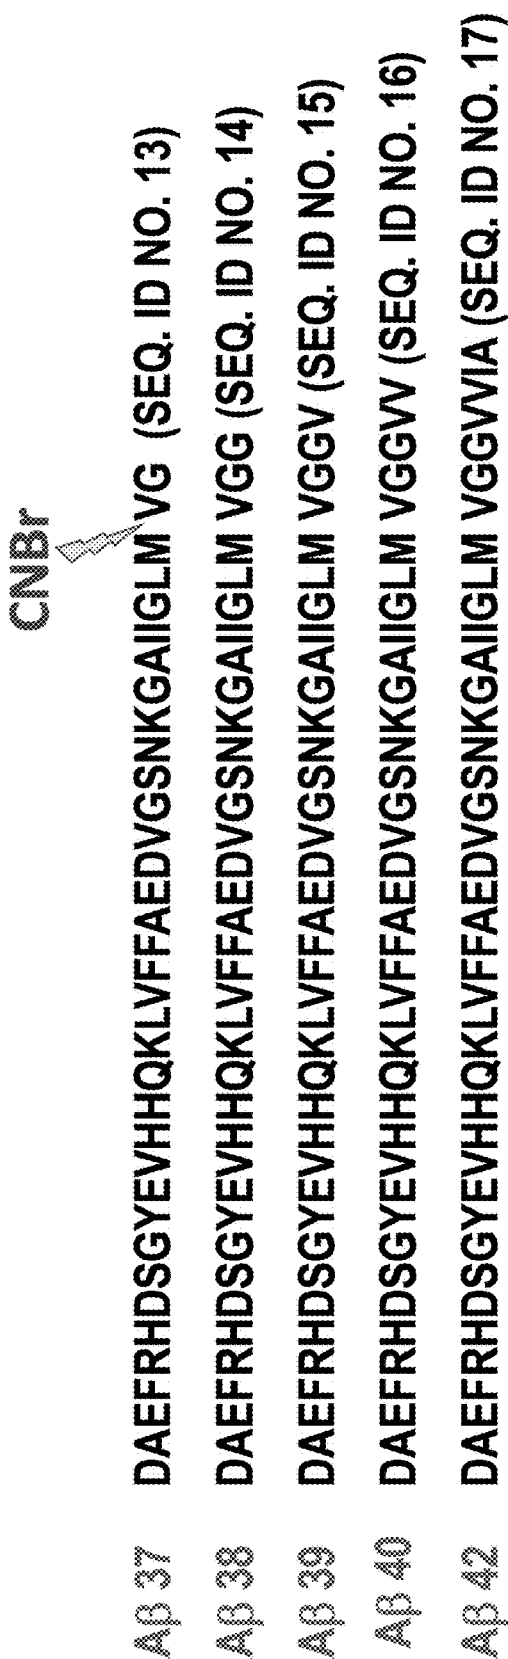 CNBr
Aβ 37 DAEFRHDSGYEVHHQKLVFFAEDVGSNKGAIIGLM VG (SEQ. ID NO. 13)
Aβ 38 DAEFRHDSGYEVHHQKLVFFAEDVGSNKGAIIGLM VGG (SEQ. ID NO. 14)
Aβ 39 DAEFRHDSGYEVHHQKLVFFAEDVGSNKGAIIGLM VGGV (SEQ. ID NO. 15)
Aβ 40 DAEFRHDSGYEVHHQKLVFFAEDVGSNKGAIIGLM VGGVV (SEQ. ID NO. 16)
Aβ 42 DAEFRHDSGYEVHHQKLVFFAEDVGSNKGAIIGLM VGGVVIA (SEQ. ID NO. 17)